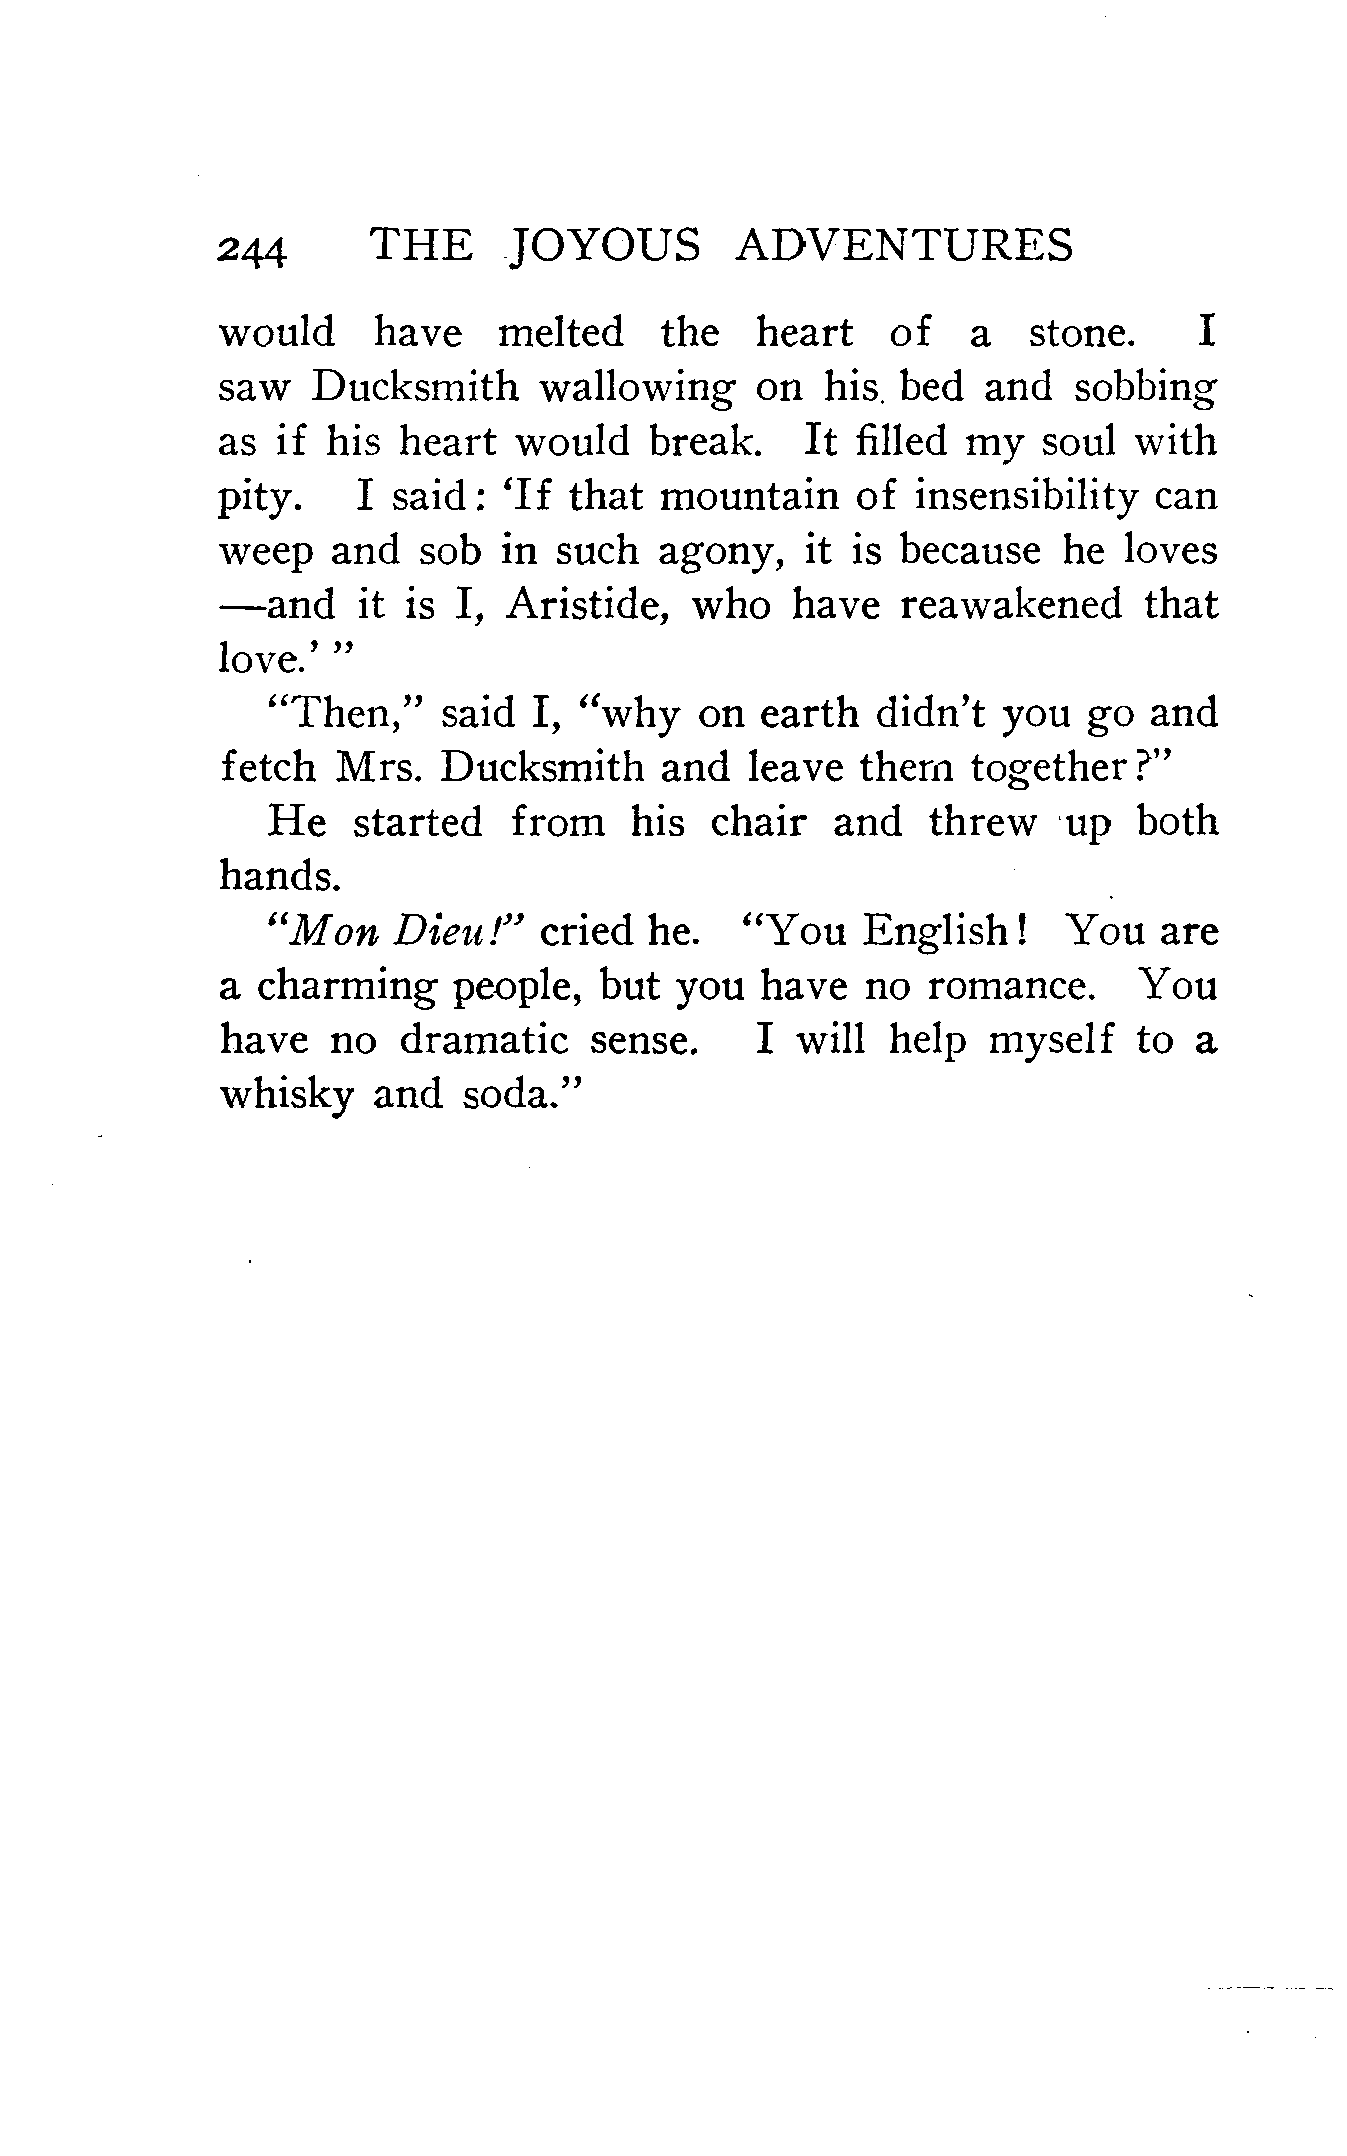 244 THE JOYOUS ADVENTURES
would have melted the heart of a stone. I
saw Ducksmith wallowing on his bed and sobbing
as if his heart would break. It filled my soul with
pity. I said: ‘If that mountain of insensibility can
weep and sob in such agony, it is because he loves
—and it is I, Aristide, who have reawakened that
love.’ ”
“Then,” said I, “why on earth didn’t you go and
fetch Mrs. Ducksmith and leave them together?”
He started from his chair and threw up both
hands.
“Mon Dieu!” cried he. “You English! You are
a charming people, but you have no romance. You
have no dramatic sense. I will help myself to a
whisky and soda.”